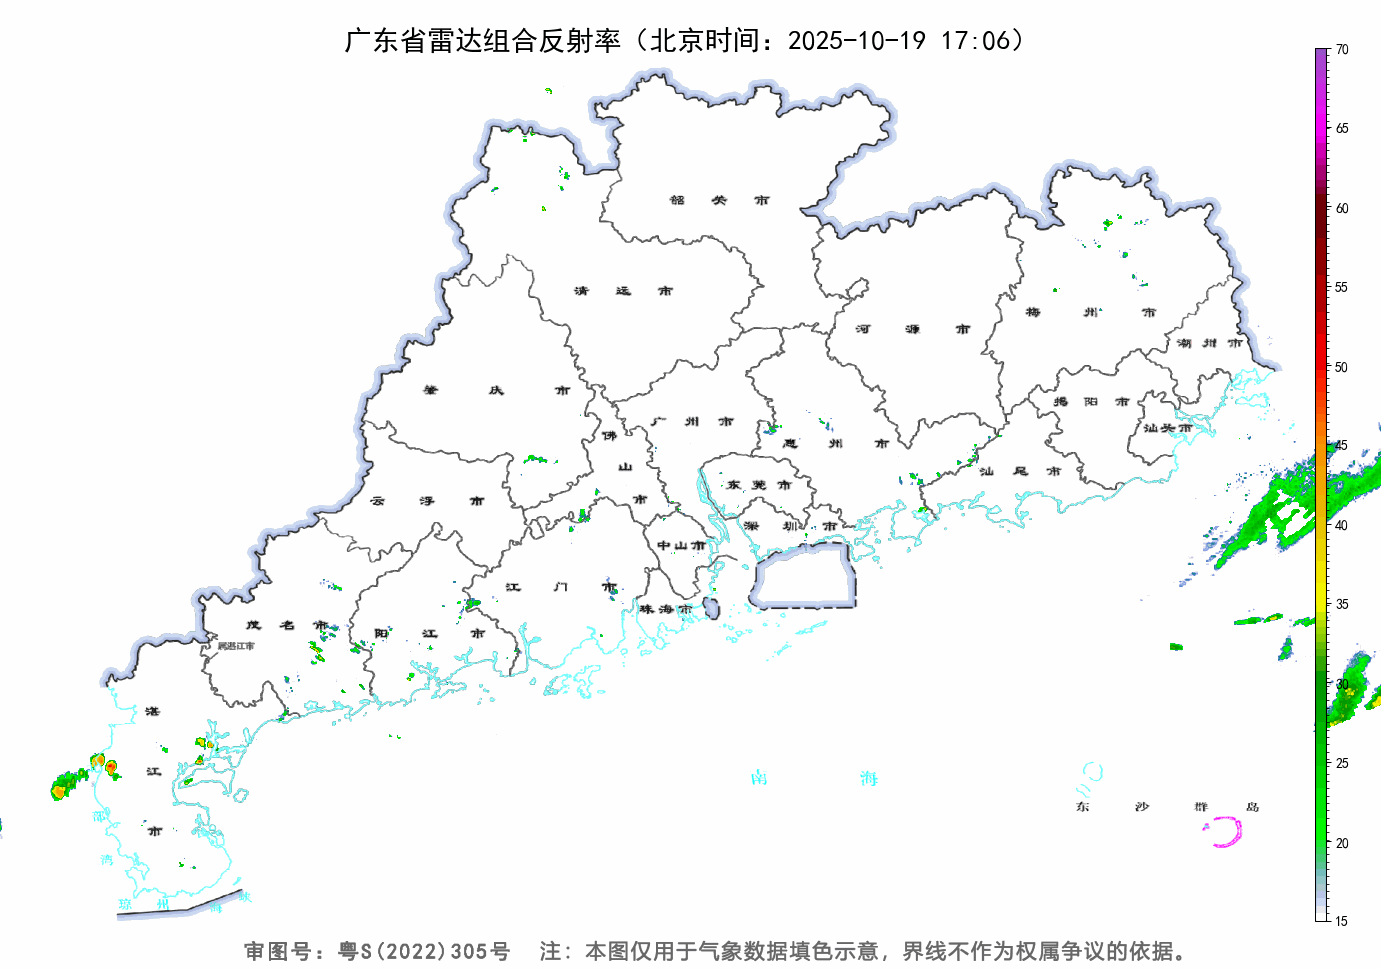 广东省雷达组合反射率（北京时间：2025-10-19 17:06）
70
65
60
55
50
45
40
35
30
25
20
15
韶关市
清远市
河源市
梅州市
潮州市
肇庆市
广州市
佛山市
惠州市
揭阳市
汕头市
汕尾市
云浮市
东莞市
深圳市
中山市
江门市
珠海市
茂名市
阳江市
属湛江市
湛江市
南海
东沙群岛
部湾
琼州海峡
审图号：粤S(2022)305号 注：本图仅用于气象数据填色示意，界线不作为权属争议的依据。